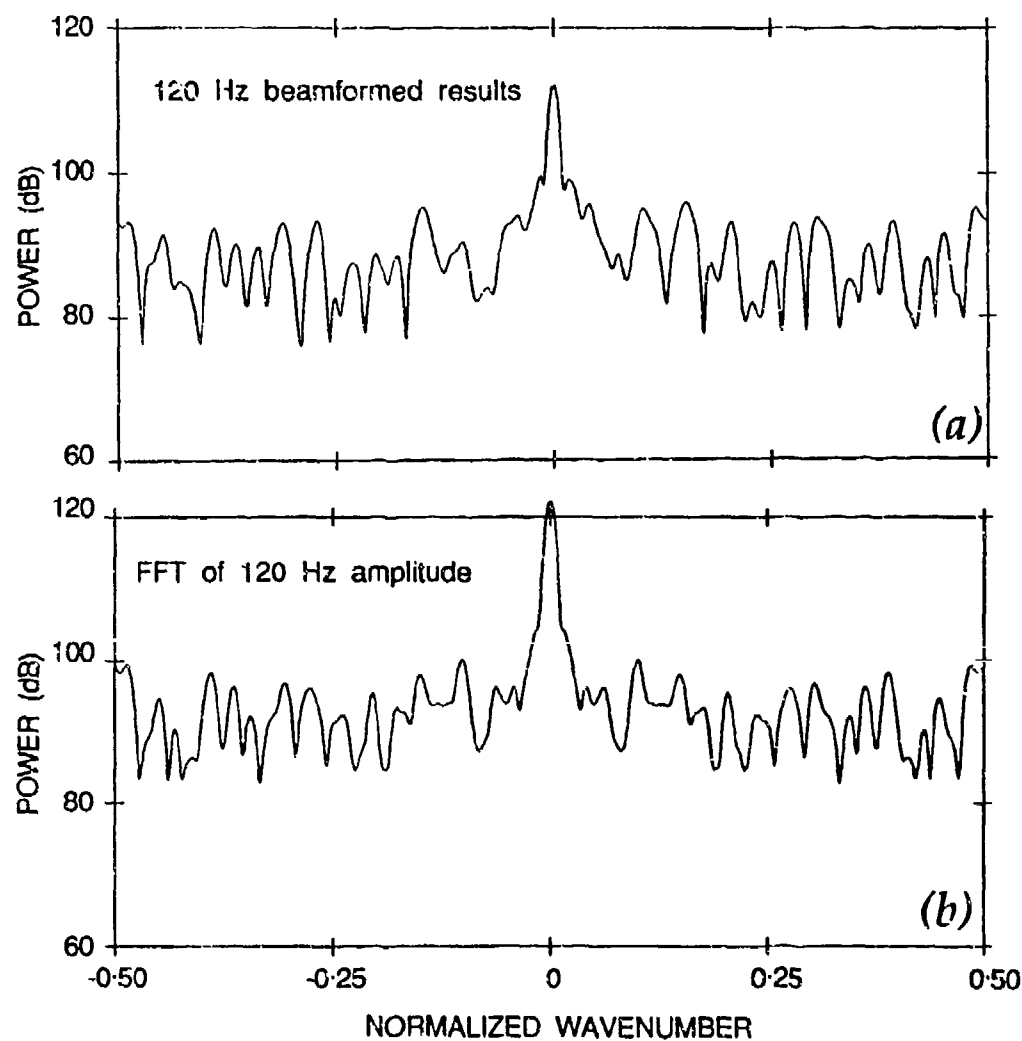 120
120 Hz beamformed results
100
POWER (dB)
80
(a)
60
120
FFT of 120 Hz amplitude
100
POWER (dB)
80
(b)
60
-0·50 -0·25 0 0·25 0·50
NORMALIZED WAVENUMBER